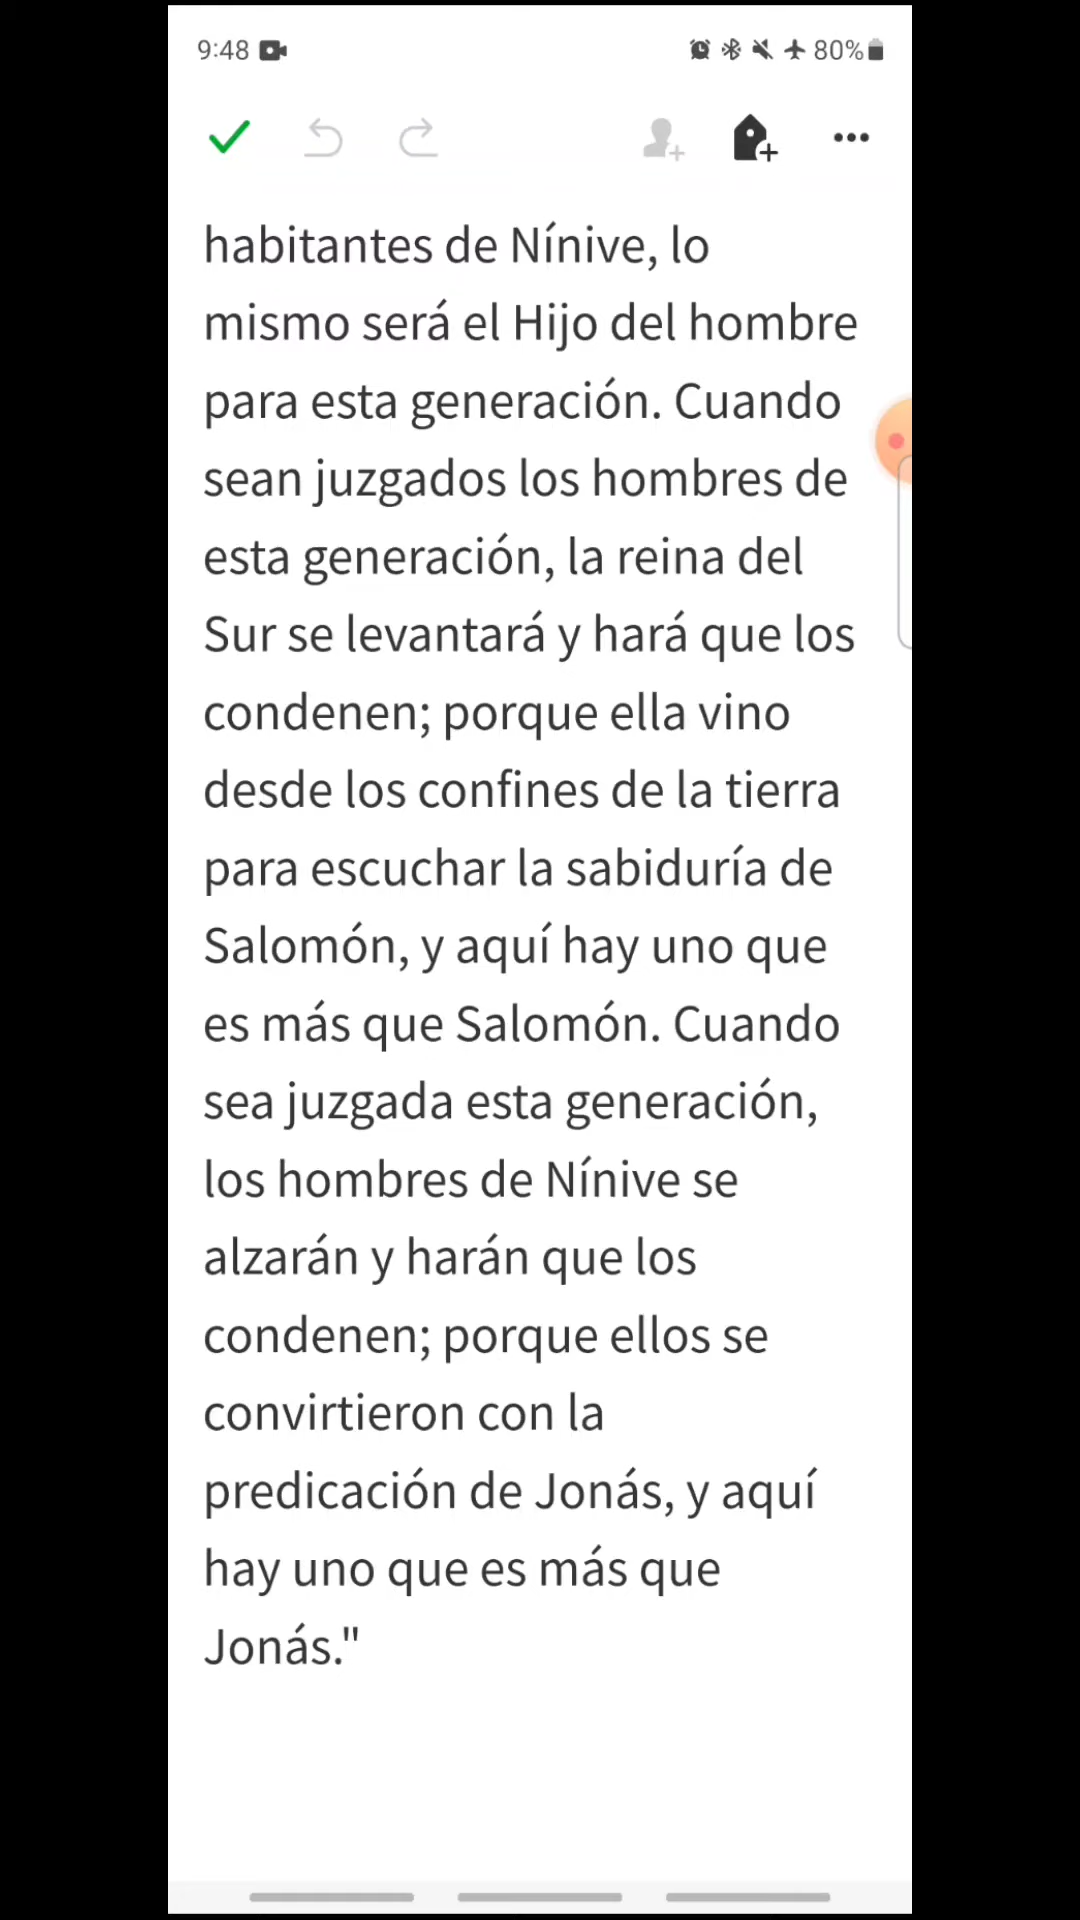 9:48
80%
habitantes de Nínive, lo
mismo será el Hijo del hombre
para esta generación. Cuando
sean juzgados los hombres de
esta generación, la reina del
Sur se levantará y hará que los
condenen; porque ella vino
desde los confines de la tierra
para escuchar la sabiduría de
Salomón, y aquí hay uno que
es más que Salomón. Cuando
sea juzgada esta generación,
los hombres de Nínive se
alzarán y harán que los
condenen; porque ellos se
convirtieron con la
predicación de Jonás, y aquí
hay uno que es más que
Jonás."